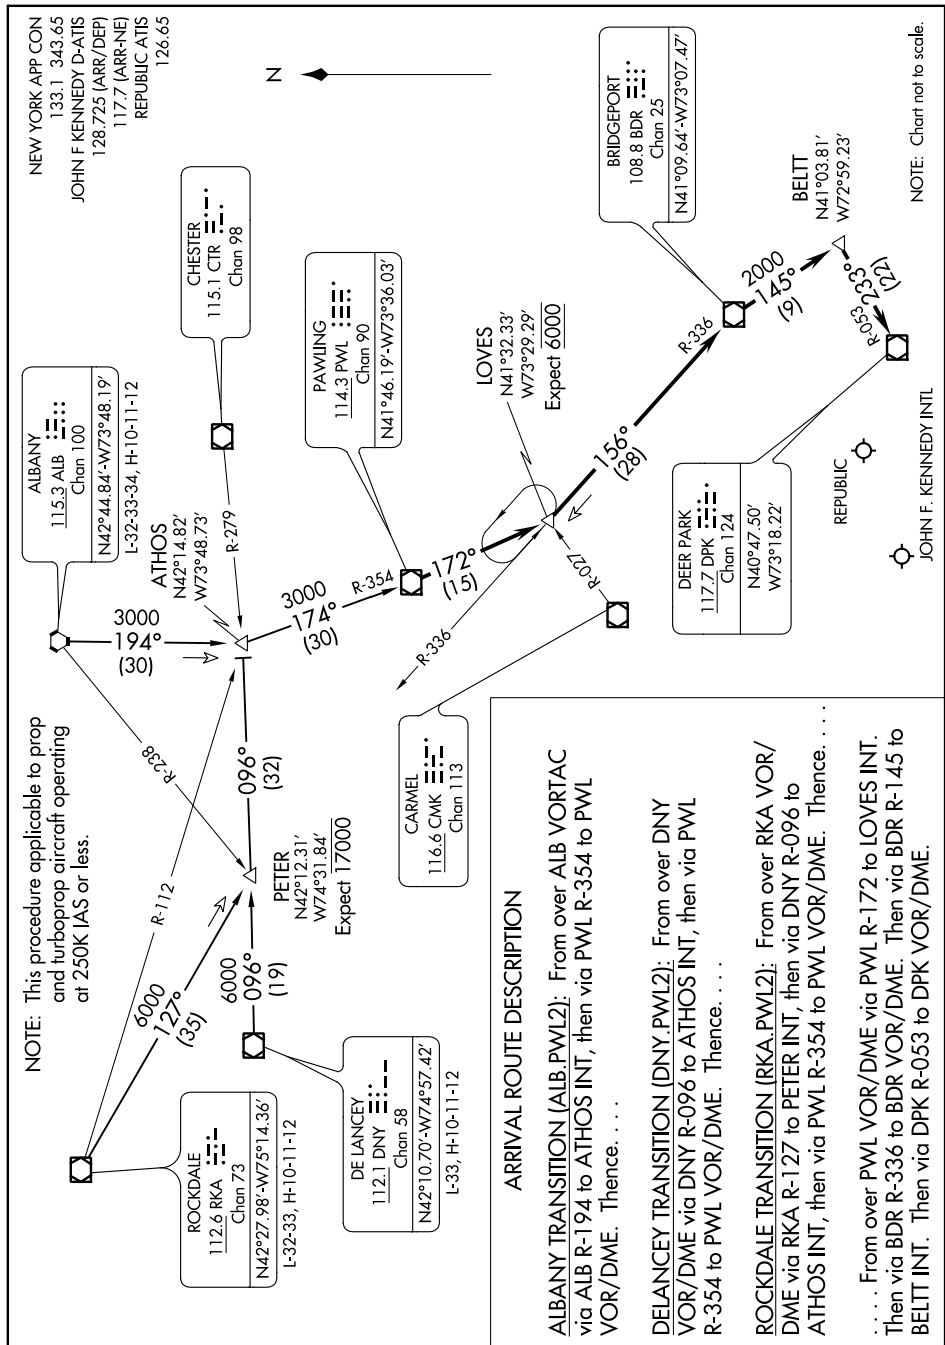 NEW YORK APP CON
133.1 343.65
JOHN F KENNEDY D-ATIS
128.725 (ARR/DEP)
117.7 (ARR-NE)
REPUBLIC ATIS
126.65
NOTE: This procedure applicable to prop
and turboprop aircraft operating
at 250K IAS or less.
N
ALBANY
115.3 ALB
Chan 100
N42°44.84'-W73°48.19'
L-32-33-34, H-10-11-12
CHESTER
115.1 CTR
Chan 98
ROCKDALE
112.6 RKA
Chan 73
N42°27.98'-W75°14.36'
L-32-33, H-10-11-12
6000
127°
(35)
R-112
R-238
3000
194°
(30)
ATHOS
N42°14.82'
W73°48.73'
R-279
DE LANCEY
112.1 DNY
Chan 58
N42°10.70'-W74°57.42'
L-33, H-10-11-12
6000
096°
(19)
PETER
N42°12.31'
W74°31.84'
Expect 17000
096°
(32)
3000
174°
(30)
R-354
PAWLING
114.3 PWL
Chan 90
N41°46.19'-W73°36.03'
172°
(15)
R-336
CARMEL
116.6 CMK
Chan 113
R-027
LOVES
N41°32.33'
W73°29.29'
Expect 6000
156°
(28)
R-336
BRIDGEPORT
108.8 BDR
Chan 25
N41°09.64'-W73°07.47'
2000
145°
(9)
BELTT
N41°03.81'
W72°59.23'
R-053
233°
(22)
DEER PARK
117.7 DPK
Chan 124
N40°47.50'
W73°18.22'
REPUBLIC
JOHN F. KENNEDY INTL
NOTE: Chart not to scale.
ARRIVAL ROUTE DESCRIPTION
ALBANY TRANSITION (ALB.PWL2): From over ALB VORTAC
via ALB R-194 to ATHOS INT, then via PWL R-354 to PWL
VOR/DME. Thence. . . .
DELANCEY TRANSITION (DNY.PWL2): From over DNY
VOR/DME via DNY R-096 to ATHOS INT, then via PWL
R-354 to PWL VOR/DME. Thence. . . .
ROCKDALE TRANSITION (RKA.PWL2): From over RKA VOR/
DME via RKA R-127 to PETER INT, then via DNY R-096 to
ATHOS INT, then via PWL R-354 to PWL VOR/DME. Thence. . . .
. . . . From over PWL VOR/DME via PWL R-172 to LOVES INT.
Then via BDR R-336 to BDR VOR/DME. Then via BDR R-145 to
BELTT INT. Then via DPK R-053 to DPK VOR/DME.